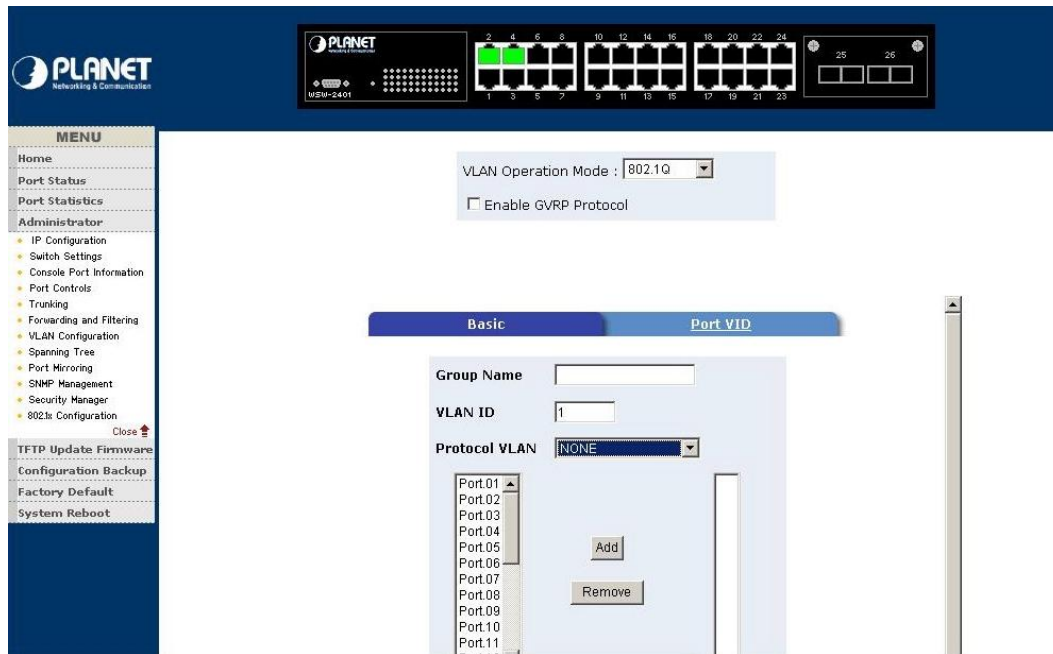 PLANET
Networking & Communication
PLANET
Networking & Communication
WSW-2401
2 4 6 8 10 12 14 16 18 20 22 24
1 3 5 7 9 11 13 15 17 19 21 23
25 26
MENU
Home
Port Status
Port Statistics
Administrator
IP Configuration
Switch Settings
Console Port Information
Port Controls
Trunking
Forwarding and Filtering
VLAN Configuration
Spanning Tree
Port Mirroring
SNMP Management
Security Manager
802.1x Configuration
Close
TFTP Update Firmware
Configuration Backup
Factory Default
System Reboot
VLAN Operation Mode : 802.1Q
Enable GVRP Protocol
Basic Port VID
Group Name
VLAN ID 1
Protocol VLAN NONE
Port.01
Port.02
Port.03
Port.04
Port.05
Port.06
Port.07
Port.08
Port.09
Port.10
Port.11
Add
Remove